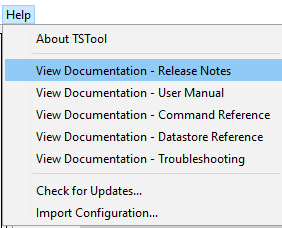 Help
About TSTool
View Documentation - Release Notes
View Documentation - User Manual
View Documentation - Command Reference
View Documentation - Datastore Reference
View Documentation - Troubleshooting
Check for Updates...
Import Configuration...